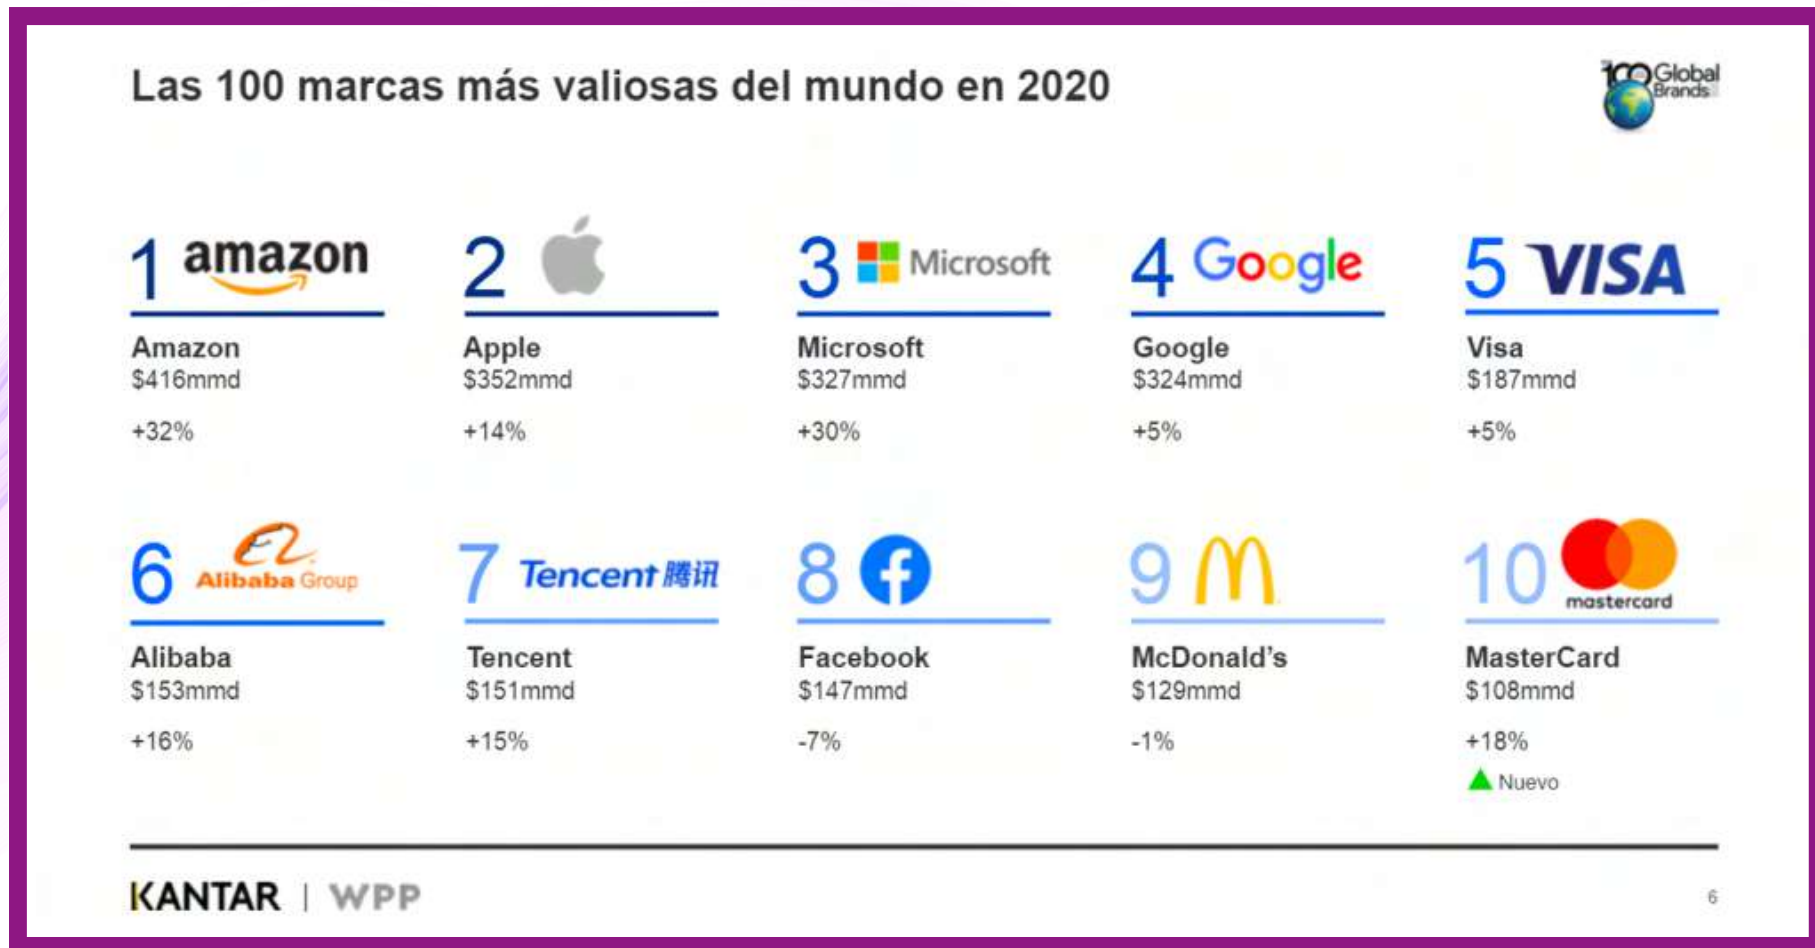 Las 100 marcas más valiosas del mundo en 2020
100 Global
Brands
1 amazon
Amazon
$416mmd
+32%
2
Apple
$352mmd
+14%
3 Microsoft
Microsoft
$327mmd
+30%
4 Google
Google
$324mmd
+5%
5 VISA
Visa
$187mmd
+5%
6 Alibaba Group
Alibaba
$153mmd
+16%
7 Tencent 腾讯
Tencent
$151mmd
+15%
8 f
Facebook
$147mmd
-7%
9 M
McDonald’s
$129mmd
-1%
10 mastercard
MasterCard
$108mmd
+18%
Nuevo
KANTAR | WPP
6